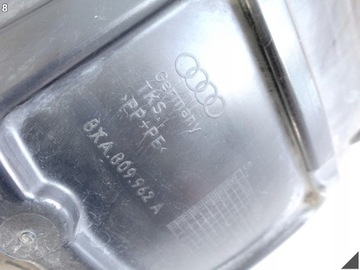 8
Germany
TKS
>PP+PE<
8XA.809.962 A